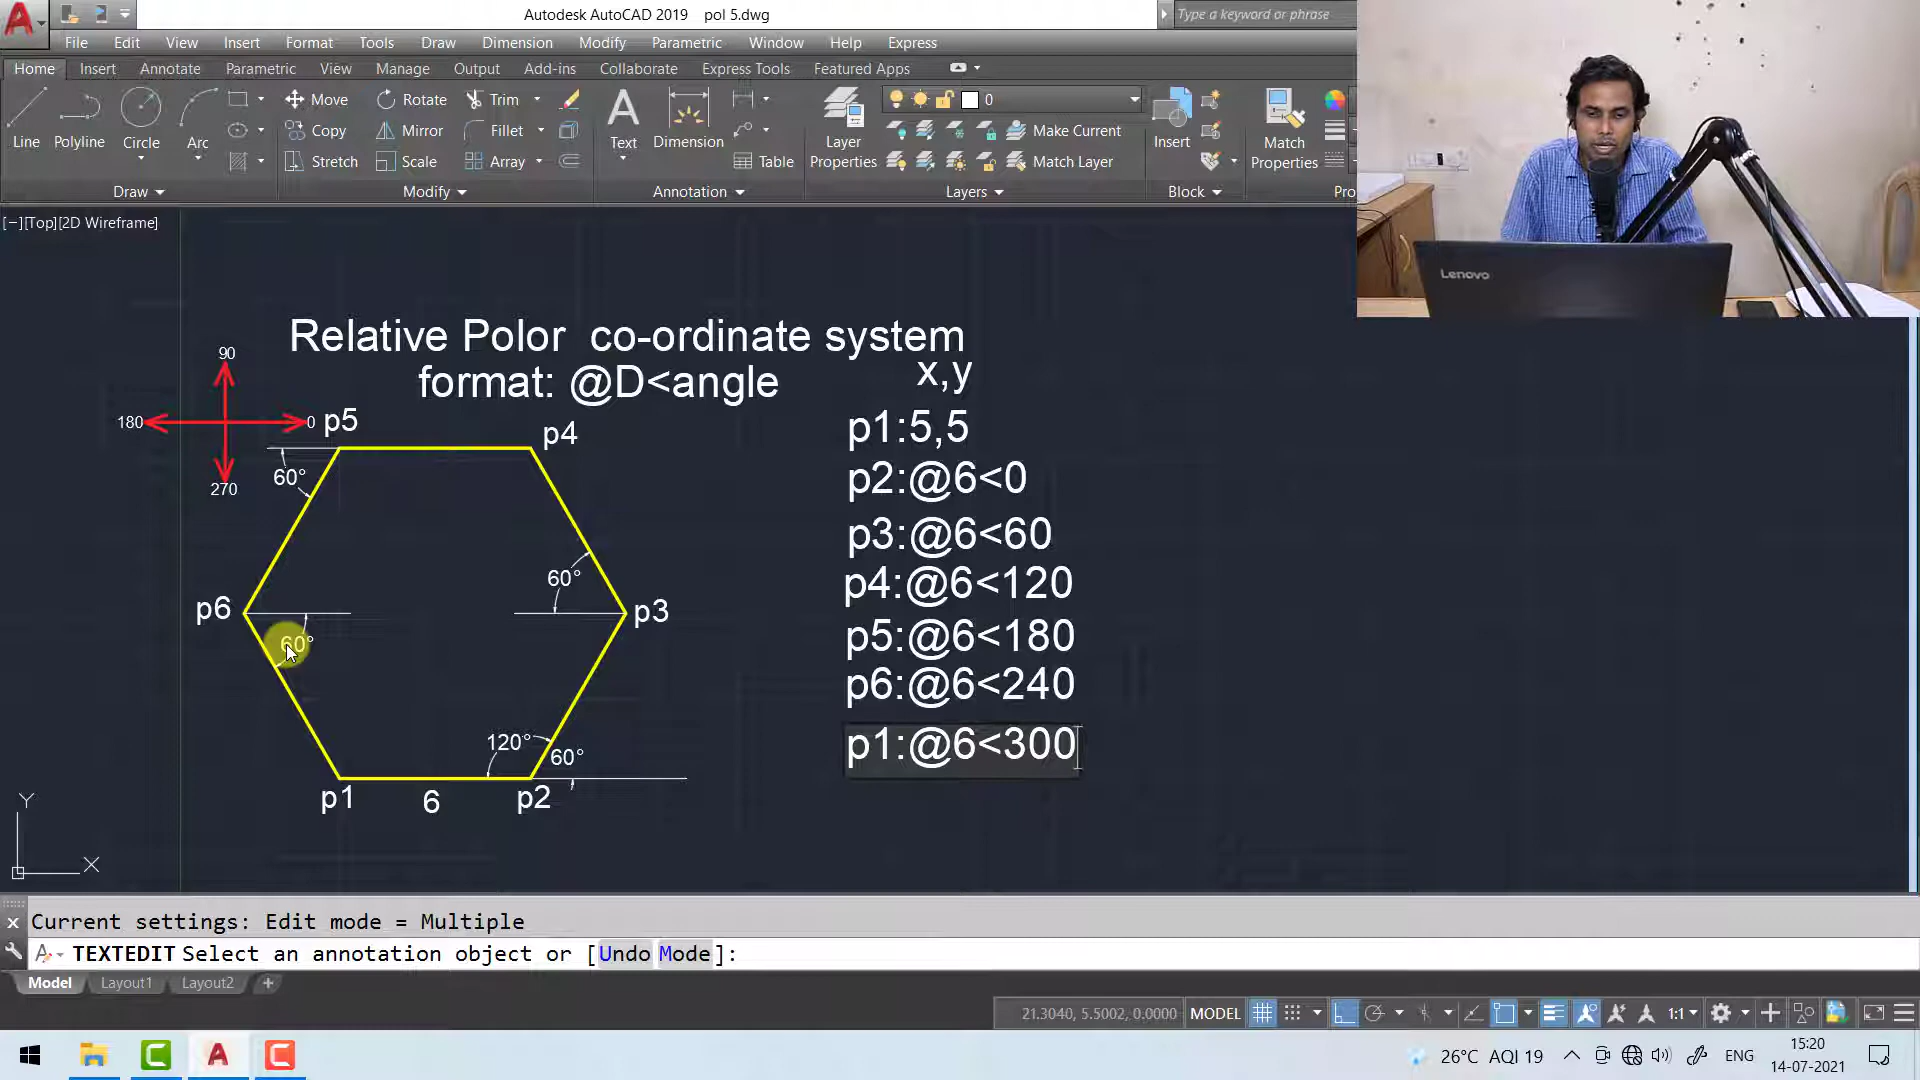 Autodesk AutoCAD 2019 pol 5.dwg
Type a keyword or phrase
File Edit View Insert Format Tools Draw Dimension Modify Parametric Window Help Express
Home Insert Annotate Parametric View Manage Output Add-ins Collaborate Express Tools Featured Apps
Line Polyline Circle Arc
Move Rotate Trim
Copy Mirror Fillet
Stretch Scale Array
Text Dimension Table
Layer Properties
0
Make Current
Match Layer
Insert
Match Properties
Draw Modify Annotation Layers Block Pro
Lenovo
[−][Top][2D Wireframe]
Relative Polor co-ordinate system
format: @D<angle
x,y
90
180
0
270
p5
p4
60°
p6
60°
60°
p3
120°
60°
p1
6
p2
p1:5,5
p2:@6<0
p3:@6<60
p4:@6<120
p5:@6<180
p6:@6<240
p1:@6<300
Y
X
Current settings: Edit mode = Multiple
TEXTEDIT Select an annotation object or [Undo Mode]:
Model Layout1 Layout2 +
21.3040, 5.5002, 0.0000 MODEL 1:1
26°C AQI 19 ENG
15:20
14-07-2021